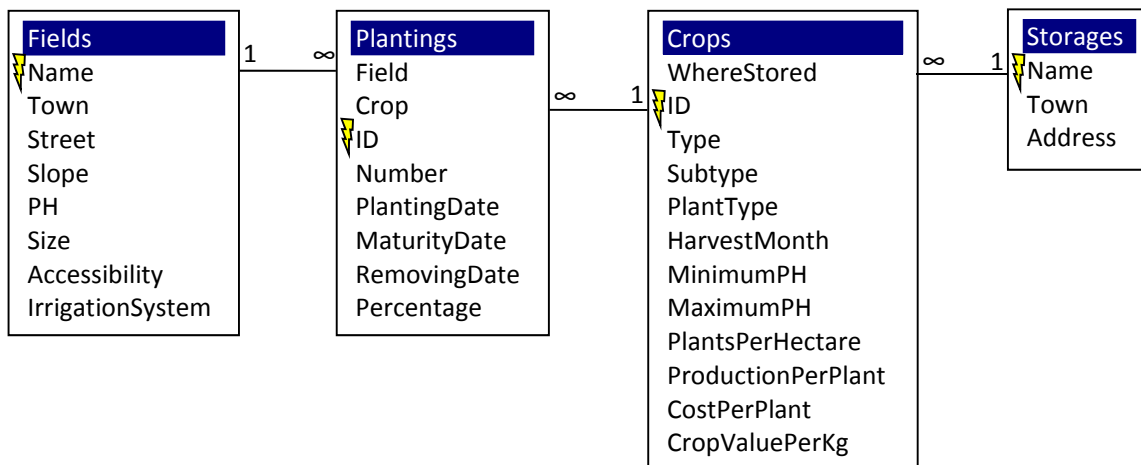 Fields
Name
Town
Street
Slope
PH
Size
Accessibility
IrrigationSystem
1
∞
Plantings
Field
Crop
ID
Number
PlantingDate
MaturityDate
RemovingDate
Percentage
∞
1
Crops
WhereStored
ID
Type
Subtype
PlantType
HarvestMonth
MinimumPH
MaximumPH
PlantsPerHectare
ProductionPerPlant
CostPerPlant
CropValuePerKg
∞
1
Storages
Name
Town
Address